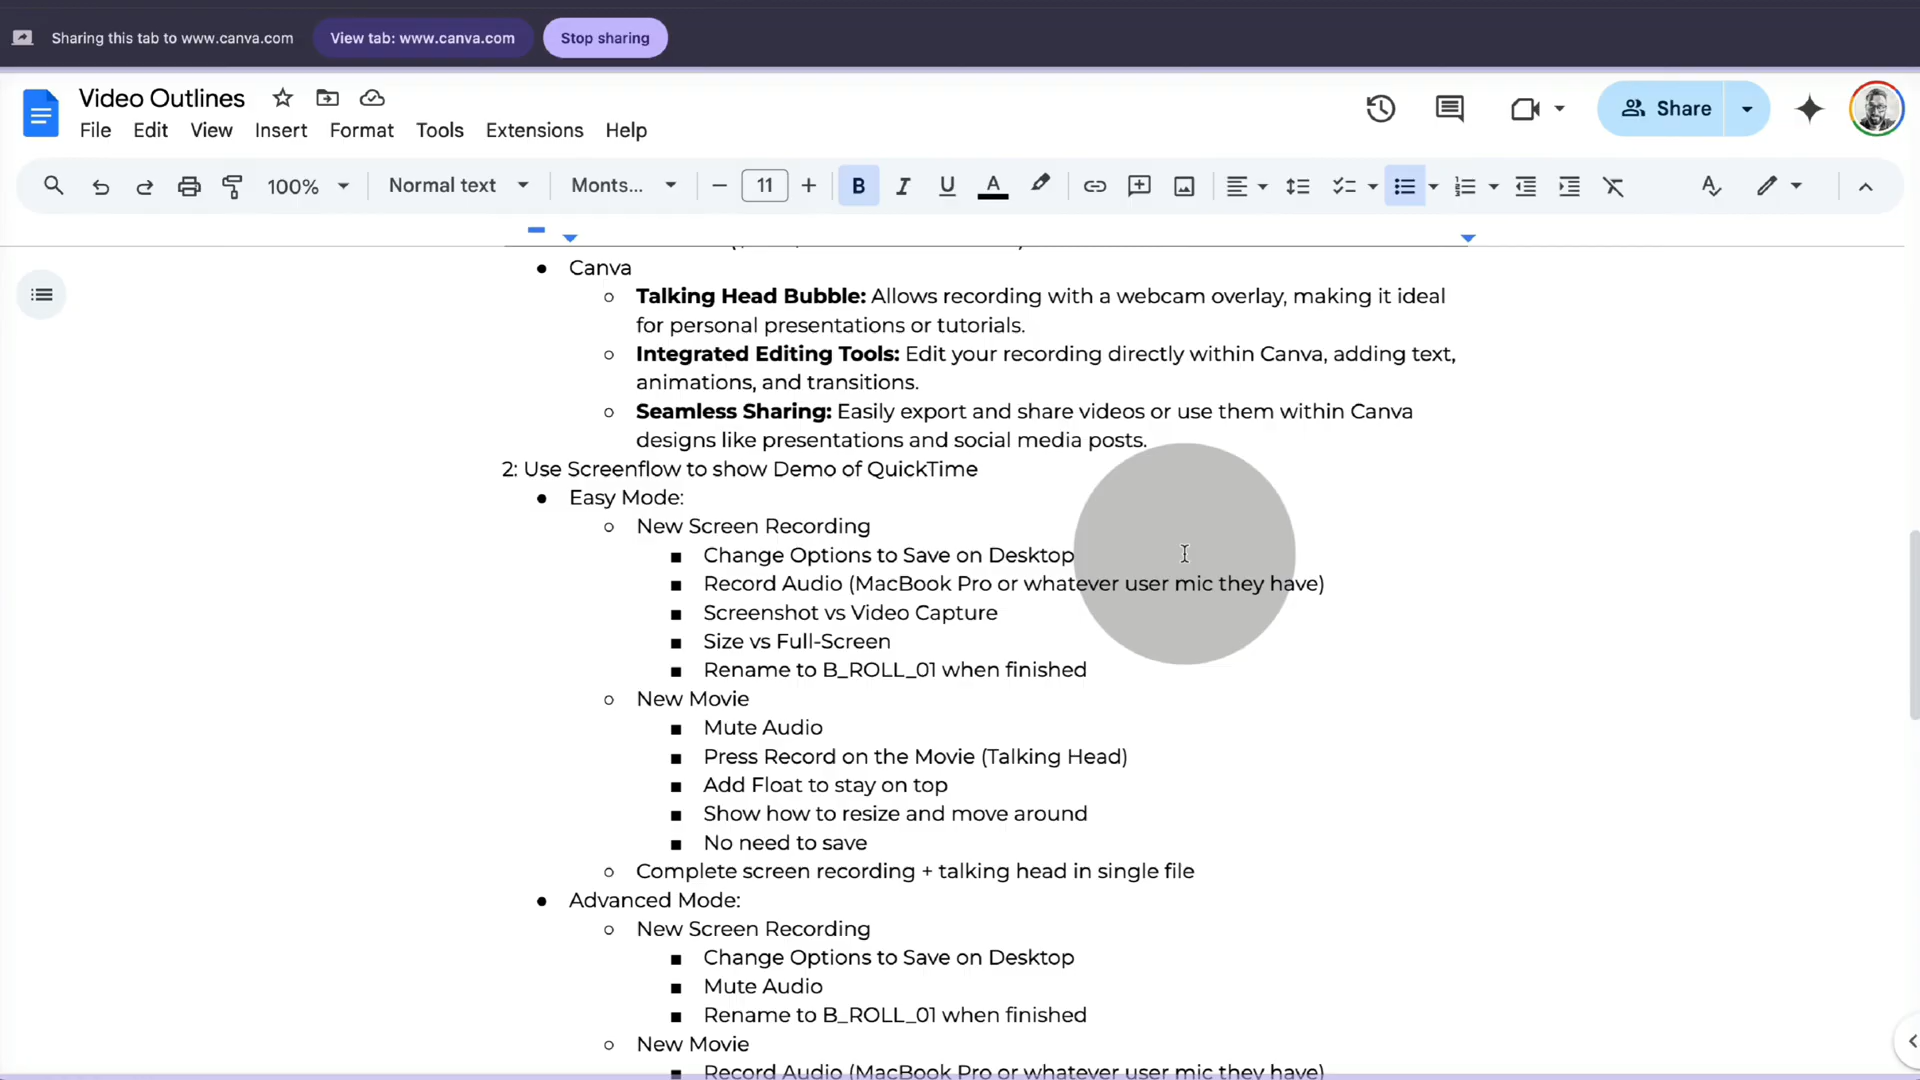 Sharing this tab to www.canva.com View tab: www.canva.com Stop sharing
Video Outlines
File Edit View Insert Format Tools Extensions Help
Share
100% Normal text Monts... 11
● Canva
○ Talking Head Bubble: Allows recording with a webcam overlay, making it ideal
for personal presentations or tutorials.
○ Integrated Editing Tools: Edit your recording directly within Canva, adding text,
animations, and transitions.
○ Seamless Sharing: Easily export and share videos or use them within Canva
designs like presentations and social media posts.
2: Use Screenflow to show Demo of QuickTime
● Easy Mode:
○ New Screen Recording
■ Change Options to Save on Desktop
■ Record Audio (MacBook Pro or whatever user mic they have)
■ Screenshot vs Video Capture
■ Size vs Full-Screen
■ Rename to B_ROLL_01 when finished
○ New Movie
■ Mute Audio
■ Press Record on the Movie (Talking Head)
■ Add Float to stay on top
■ Show how to resize and move around
■ No need to save
○ Complete screen recording + talking head in single file
● Advanced Mode:
○ New Screen Recording
■ Change Options to Save on Desktop
■ Mute Audio
■ Rename to B_ROLL_01 when finished
○ New Movie
■ Record Audio (MacBook Pro or whatever user mic they have)